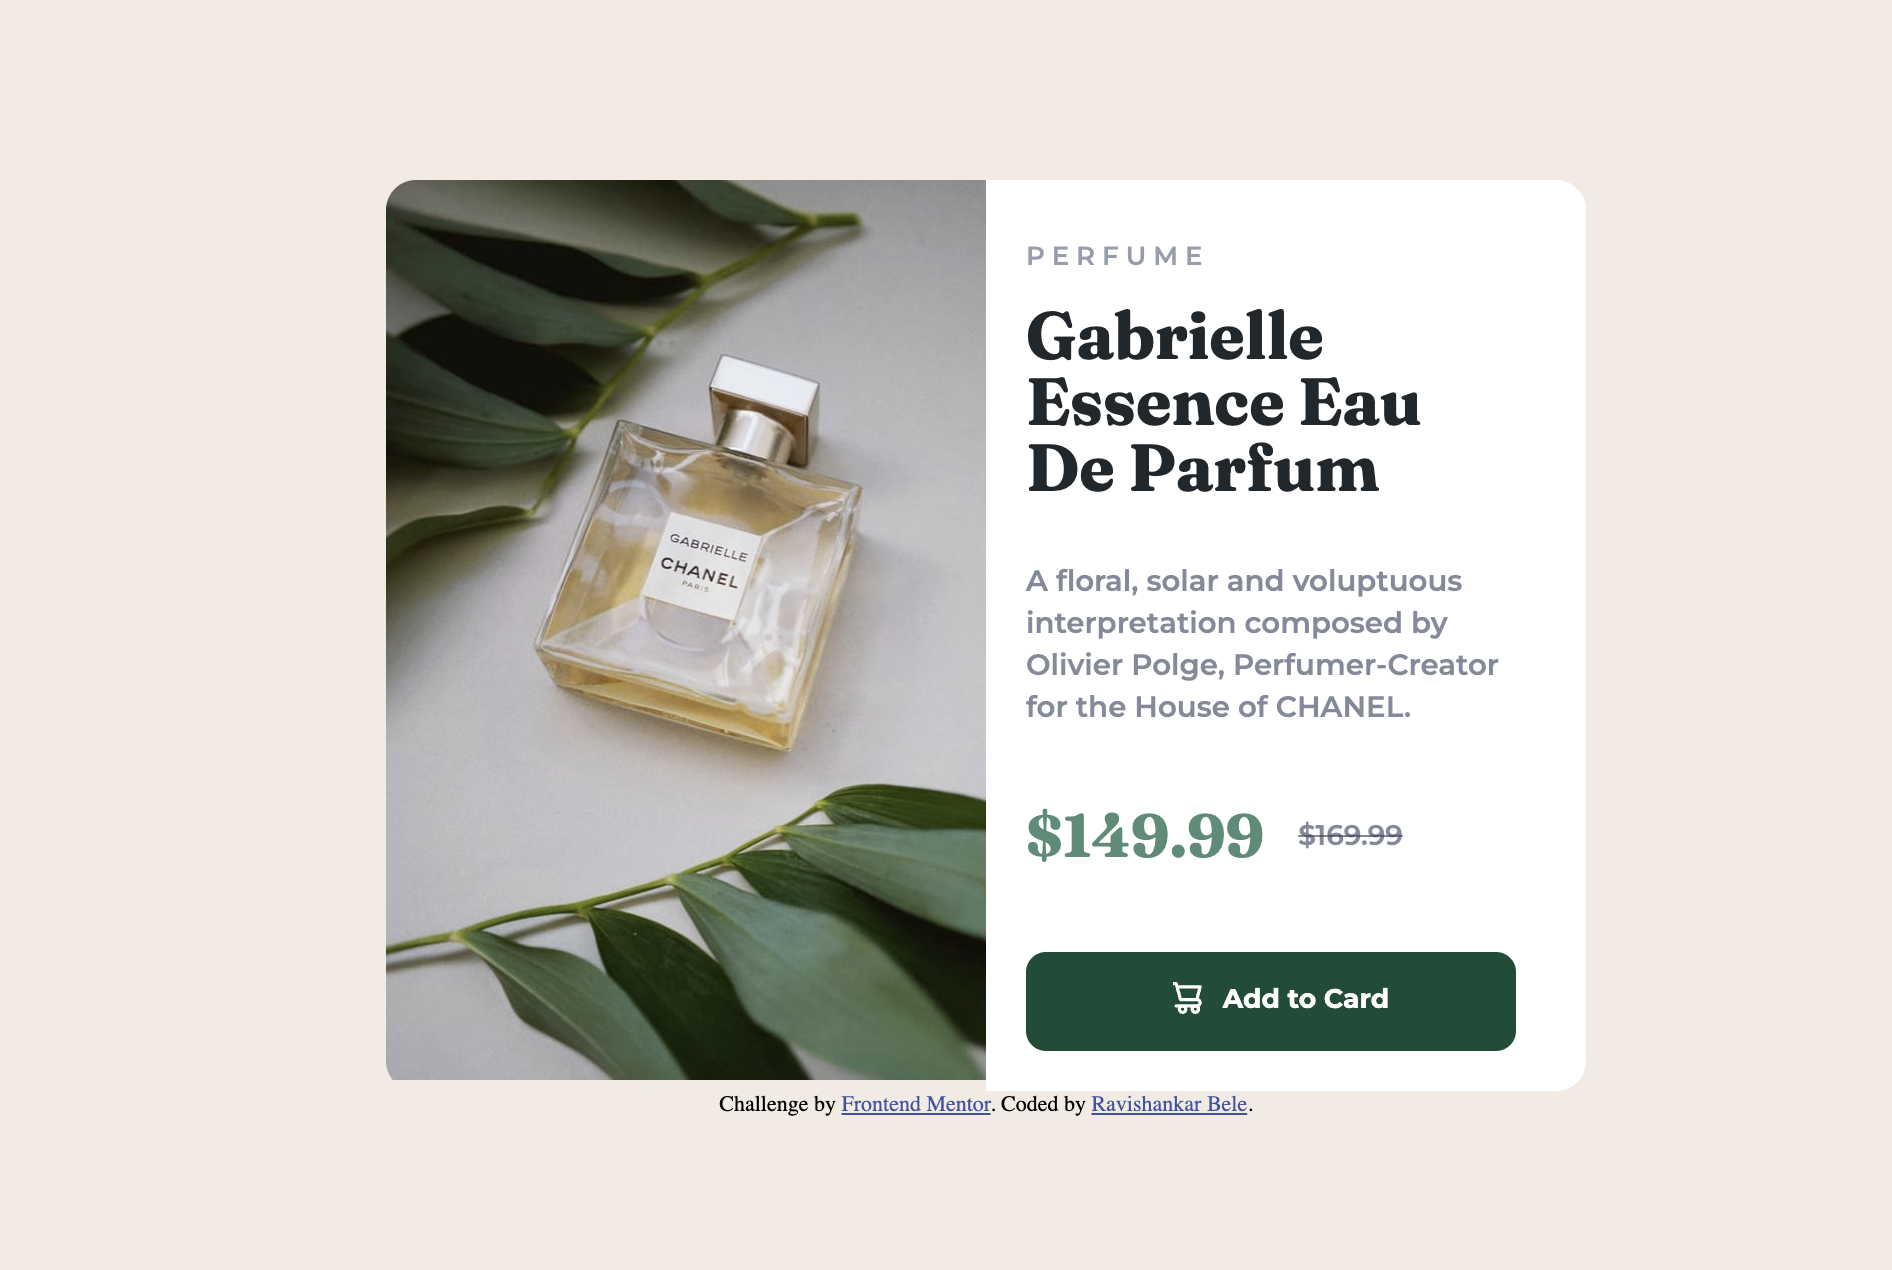 GABRIELLE
CHANEL
PARIS
PERFUME
Gabrielle
Essence Eau
De Parfum
A floral, solar and voluptuous
interpretation composed by
Olivier Polge, Perfumer-Creator
for the House of CHANEL.
$149.99 $169.99
Add to Card
Challenge by Frontend Mentor. Coded by Ravishankar Bele.